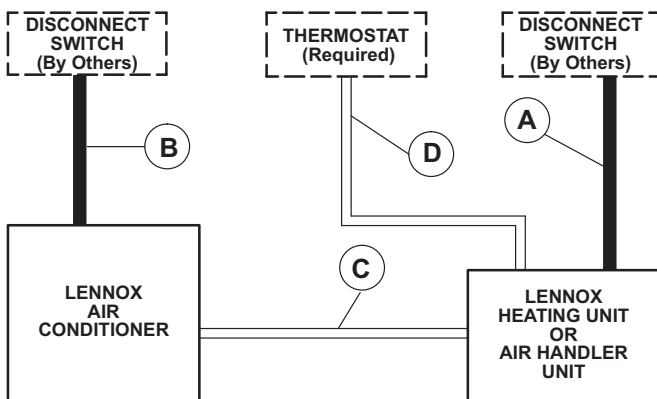 DISCONNECT
SWITCH
(By Others)
THERMOSTAT
(Required)
DISCONNECT
SWITCH
(By Others)
B
D
A
C
LENNOX
AIR
CONDITIONER
LENNOX
HEATING UNIT
OR
AIR HANDLER
UNIT